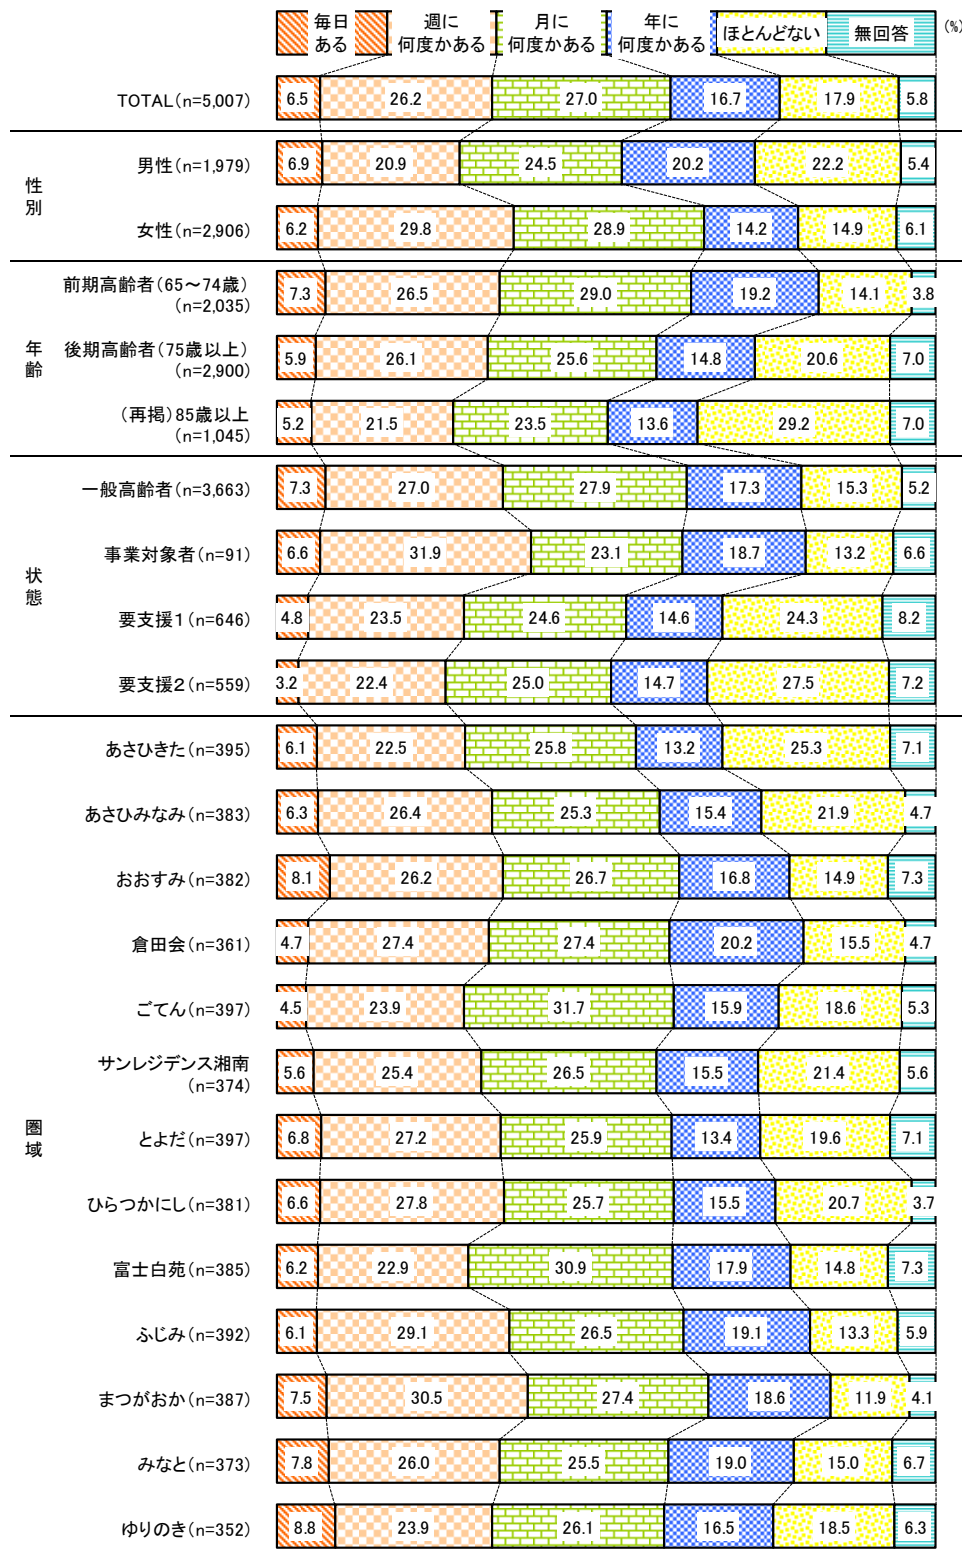 毎日
ある
週に
何度かある
月に
何度かある
年に
何度かある
ほとんどない
無回答
(%)
TOTAL(n=5,007)
6.5 26.2 27.0 16.7 17.9 5.8
性別
男性(n=1,979)
6.9 20.9 24.5 20.2 22.2 5.4
女性(n=2,906)
6.2 29.8 28.9 14.2 14.9 6.1
年齢
前期高齢者(65～74歳)
(n=2,035)
7.3 26.5 29.0 19.2 14.1 3.8
後期高齢者(75歳以上)
(n=2,900)
5.9 26.1 25.6 14.8 20.6 7.0
(再掲)85歳以上
(n=1,045)
5.2 21.5 23.5 13.6 29.2 7.0
状態
一般高齢者(n=3,663)
7.3 27.0 27.9 17.3 15.3 5.2
事業対象者(n=91)
6.6 31.9 23.1 18.7 13.2 6.6
要支援1(n=646)
4.8 23.5 24.6 14.6 24.3 8.2
要支援2(n=559)
3.2 22.4 25.0 14.7 27.5 7.2
圏域
あさひきた(n=395)
6.1 22.5 25.8 13.2 25.3 7.1
あさひみなみ(n=383)
6.3 26.4 25.3 15.4 21.9 4.7
おおすみ(n=382)
8.1 26.2 26.7 16.8 14.9 7.3
倉田会(n=361)
4.7 27.4 27.4 20.2 15.5 4.7
ごてん(n=397)
4.5 23.9 31.7 15.9 18.6 5.3
サンレジデンス湘南
(n=374)
5.6 25.4 26.5 15.5 21.4 5.6
とよだ(n=397)
6.8 27.2 25.9 13.4 19.6 7.1
ひらつかにし(n=381)
6.6 27.8 25.7 15.5 20.7 3.7
富士白苑(n=385)
6.2 22.9 30.9 17.9 14.8 7.3
ふじみ(n=392)
6.1 29.1 26.5 19.1 13.3 5.9
まつがおか(n=387)
7.5 30.5 27.4 18.6 11.9 4.1
みなと(n=373)
7.8 26.0 25.5 19.0 15.0 6.7
ゆりのき(n=352)
8.8 23.9 26.1 16.5 18.5 6.3